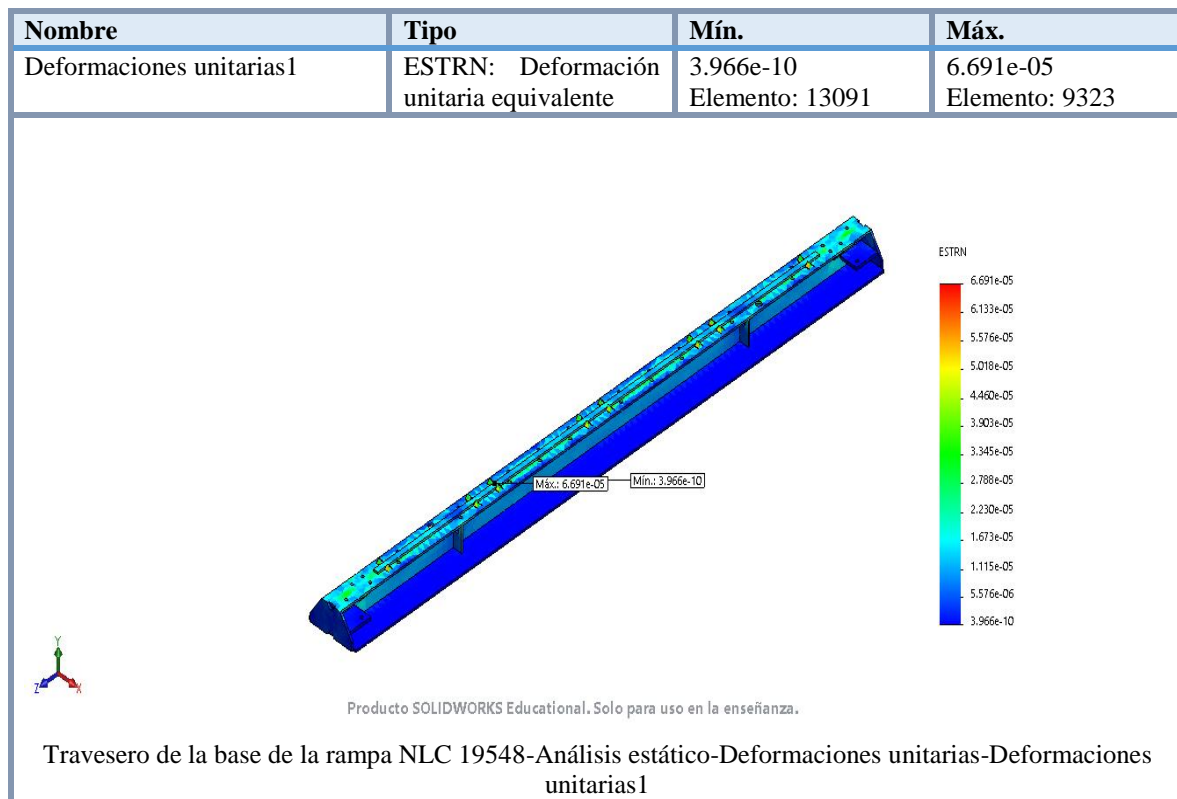 Nombre Tipo Mín. Máx.
Deformaciones unitarias1 ESTRN: Deformación 3.966e-10 6.691e-05
unitaria equivalente Elemento: 13091 Elemento: 9323
ESTRN
6.691e-05
6.133e-05
5.576e-05
5.018e-05
4.460e-05
3.903e-05
3.345e-05
2.788e-05
2.230e-05
1.673e-05
1.115e-05
5.576e-06
3.966e-10
Máx.: 6.691e-05 Mín.: 3.966e-10
Y
Z X
Producto SOLIDWORKS Educational. Solo para uso en la enseñanza.
Travesero de la base de la rampa NLC 19548-Análisis estático-Deformaciones unitarias-Deformaciones
unitarias1